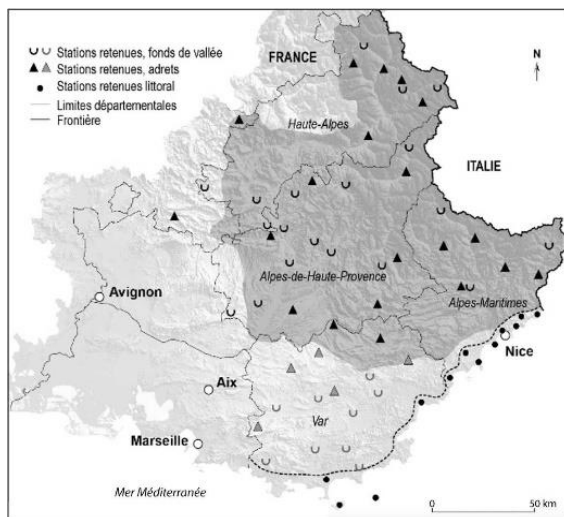 Stations retenues, fonds de vallée
Stations retenues, adrets
Stations retenues littoral
Limites départementales
Frontière
FRANCE
N
Haute-Alpes
ITALIE
Avignon
Alpes-de-Haute-Provence
Alpes-Maritimes
Nice
Aix
Var
Marseille
Mer Méditerranée
0 50 km